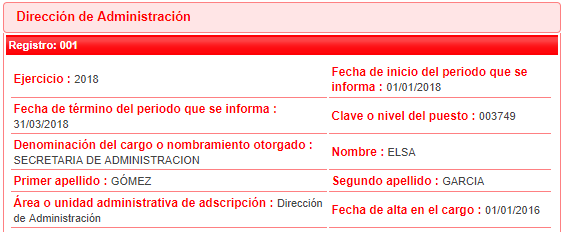 Dirección de Administración
Registro: 001
Ejercicio : 2018
Fecha de inicio del periodo que se
informa : 01/01/2018
Fecha de término del periodo que se informa :
31/03/2018
Clave o nivel del puesto : 003749
Denominación del cargo o nombramiento otorgado :
SECRETARIA DE ADMINISTRACION
Nombre : ELSA
Primer apellido : GÓMEZ
Segundo apellido : GARCIA
Área o unidad administrativa de adscripción : Dirección
de Administración
Fecha de alta en el cargo : 01/01/2016